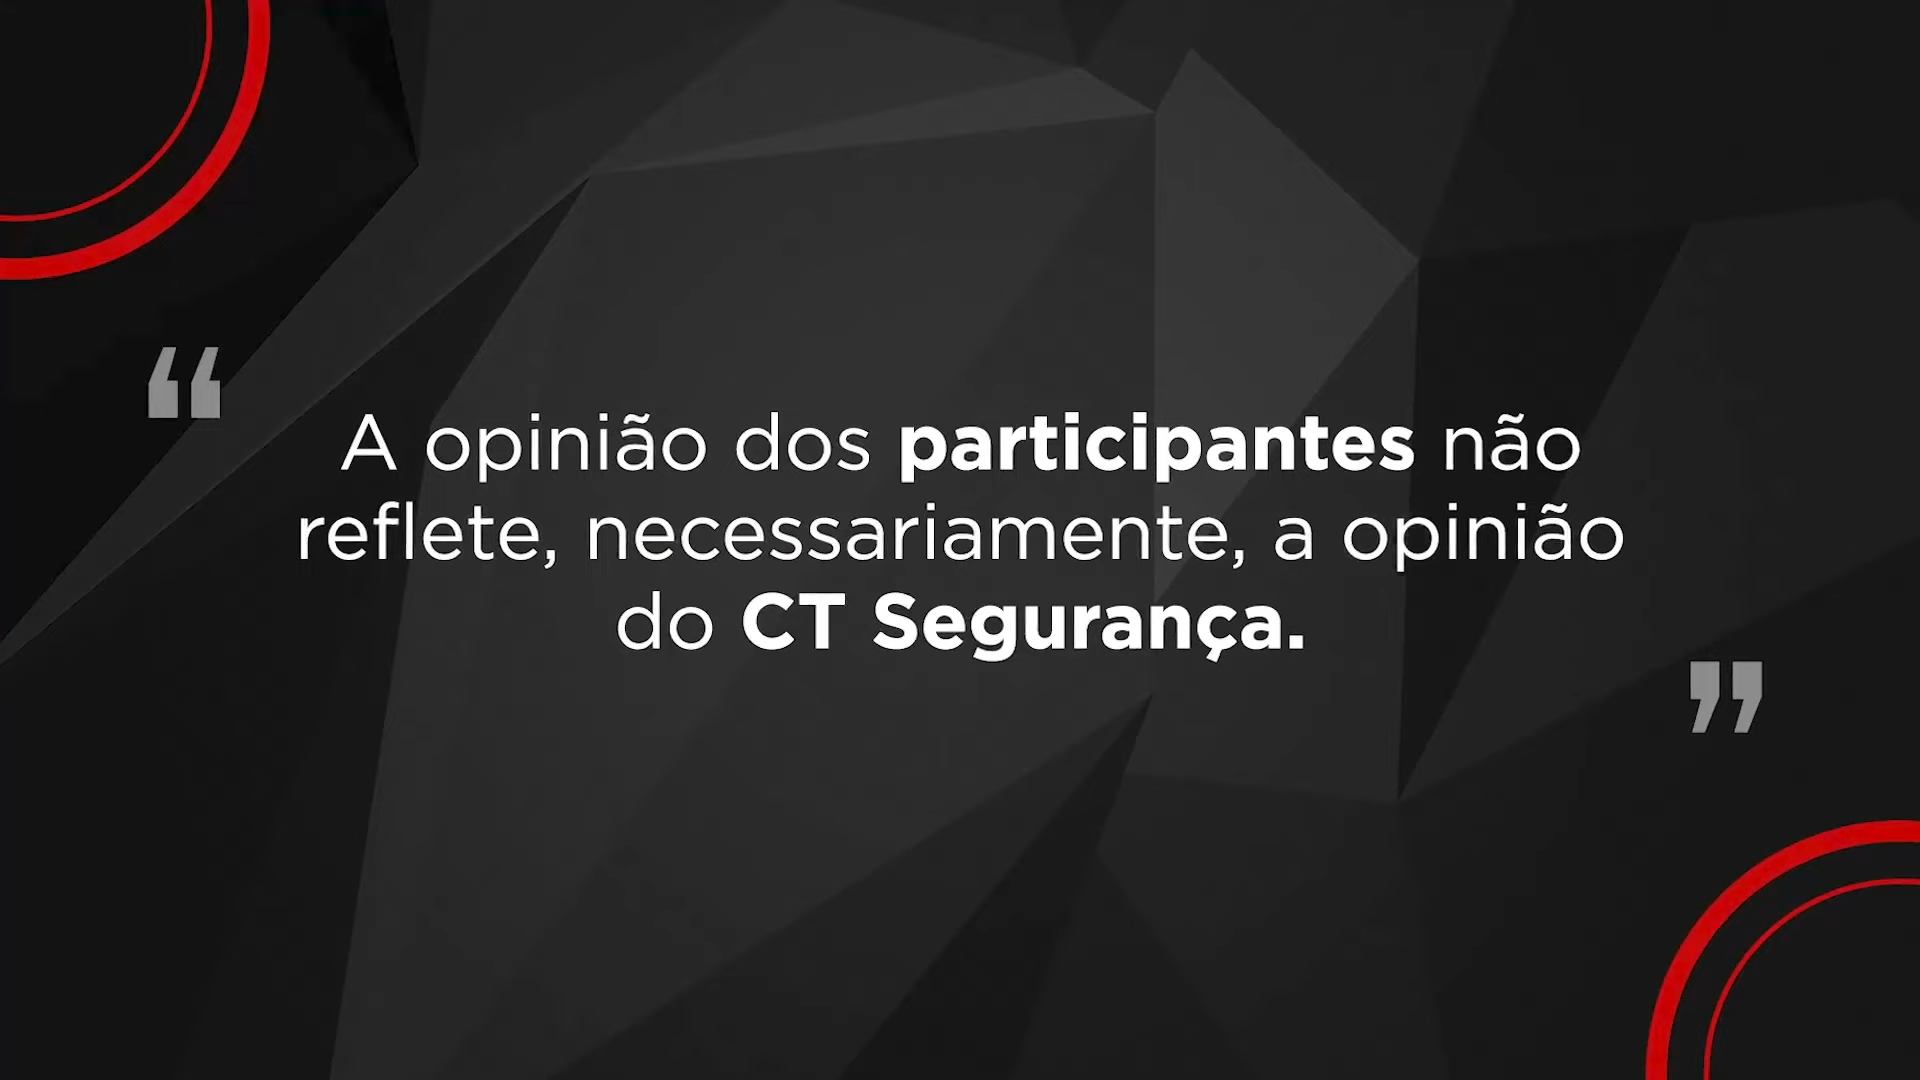 “
A opinião dos participantes não
reflete, necessariamente, a opinião
do CT Segurança.
”